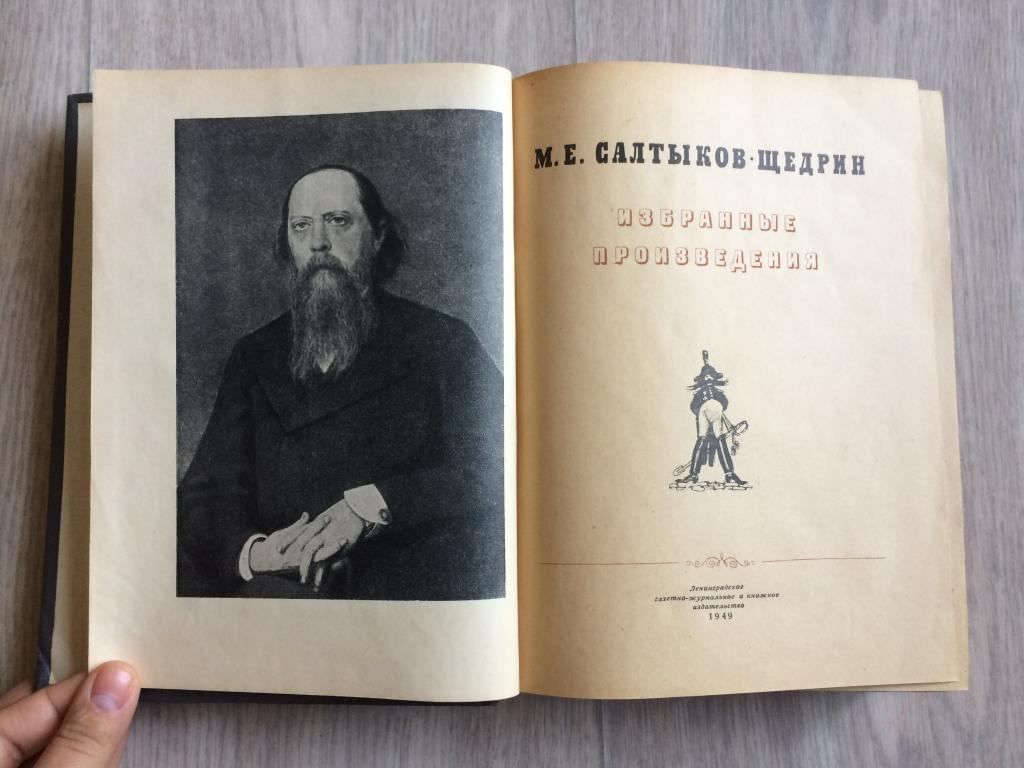 М. Е. САЛТЫКОВ-ЩЕДРИН
ИЗБРАННЫЕ
ПРОИЗВЕДЕНИЯ
Ленинградское
газетно-журнальное и книжное
издательство
1949